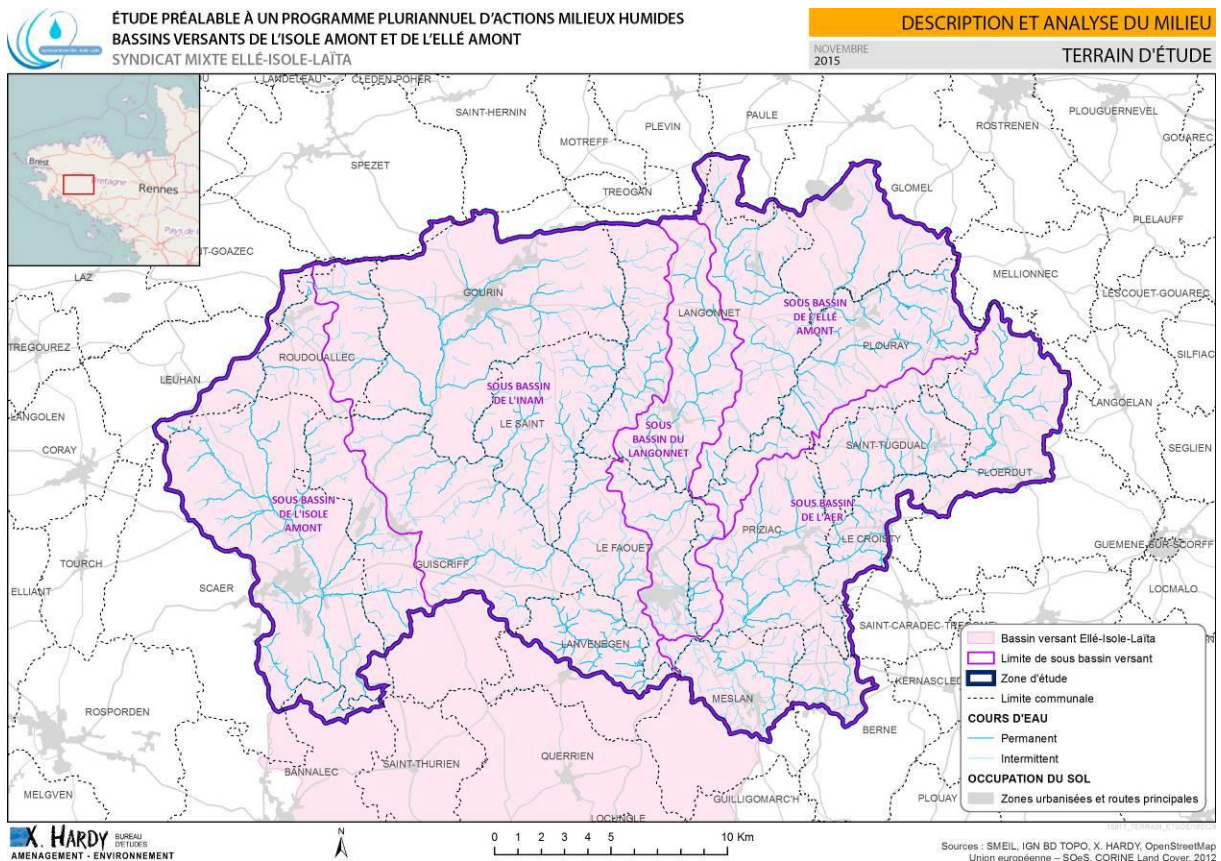 ÉTUDE PRÉALABLE À UN PROGRAMME PLURIANNUEL D'ACTIONS MILIEUX HUMIDES
BASSINS VERSANTS DE L'ISOLE AMONT ET DE L'ELLÉ AMONT
SYNDICAT MIXTE ELLÉ-ISOLE-LAÏTA
DESCRIPTION ET ANALYSE DU MILIEU
NOVEMBRE
2015
TERRAIN D'ÉTUDE
LANDELEAU
CLEDEN-POHER
SAINT-HERNIN
PAULE
PLEVIN
MOTREFF
ROSTRENEN
PLOUGUERNEVEL
GOUAREC
SPEZET
TREOGAN
GLOMEL
PLELAUFF
Brest
Bretagne
Rennes
Pays de
NT-GOAZEC
LAZ
MELLIONNEC
LESCOUET-GOUAREC
GOURIN
LANGONNET
SOUS BASSIN
DE L'ELLÉ
AMONT
PLOURAY
TREGOUREZ
ROUDOUALLEC
SILFIAC
LEUHAN
SOUS BASSIN
DE L'INAM
LANGOELAN
LANGOLEN
LE SAINT
SOUS
BASSIN DU
LANGONNET
SAINT-TUGDUAL
SEGLIEN
CORAY
PLOERDUT
SOUS BASSIN
DE L'ISOLE
AMONT
SOUS BASSIN
DE L'AER
PRIZIAC
LE CROISTY
LE FAOUET
GUEMENE-SUR-SCORFF
TOURCH
GUISCRIFF
ELLIANT
SCAER
LOCMALO
SAINT-CARADEC-TREGOMEL
LANVENEGEN
KERNASCLED
MESLAN
ROSPORDEN
BERNE
QUERRIEN
BANNALEC
SAINT-THURIEN
MELGVEN
GUILLIGOMARC'H
PLOUAY
LOCUNOLE
Bassin versant Ellé-Isole-Laïta
Limite de sous bassin versant
Zone d'étude
Limite communale
COURS D'EAU
Permanent
Intermittent
OCCUPATION DU SOL
Zones urbanisées et routes principales
X. HARDY BUREAU D'ETUDES
AMENAGEMENT - ENVIRONNEMENT
N
0 1 2 3 4 5 10 Km
Sources : SMEIL, IGN BD TOPO, X. HARDY, OpenStreetMap
Union européenne – SOeS, CORINE Land Cover, 2012